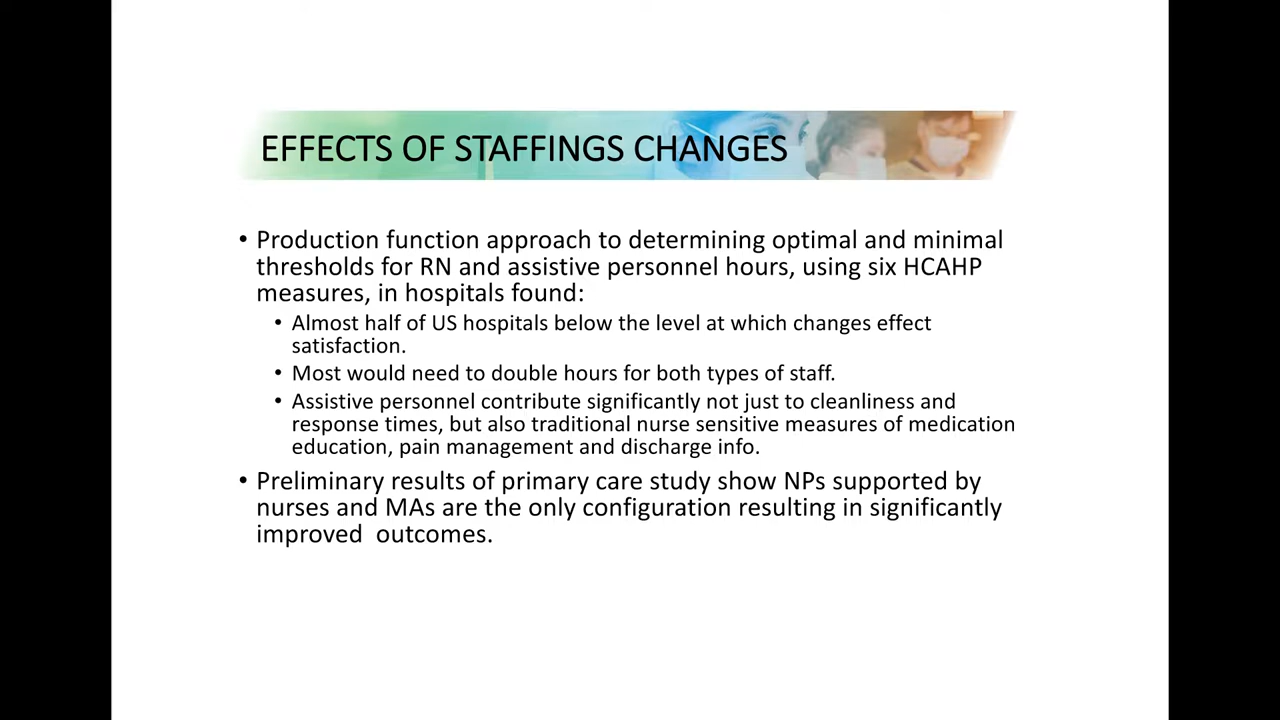 EFFECTS OF STAFFINGS CHANGES
• Production function approach to determining optimal and minimal
thresholds for RN and assistive personnel hours, using six HCAHP
measures, in hospitals found:
• Almost half of US hospitals below the level at which changes effect
satisfaction.
• Most would need to double hours for both types of staff.
• Assistive personnel contribute significantly not just to cleanliness and
response times, but also traditional nurse sensitive measures of medication
education, pain management and discharge info.
• Preliminary results of primary care study show NPs supported by
nurses and MAs are the only configuration resulting in significantly
improved  outcomes.